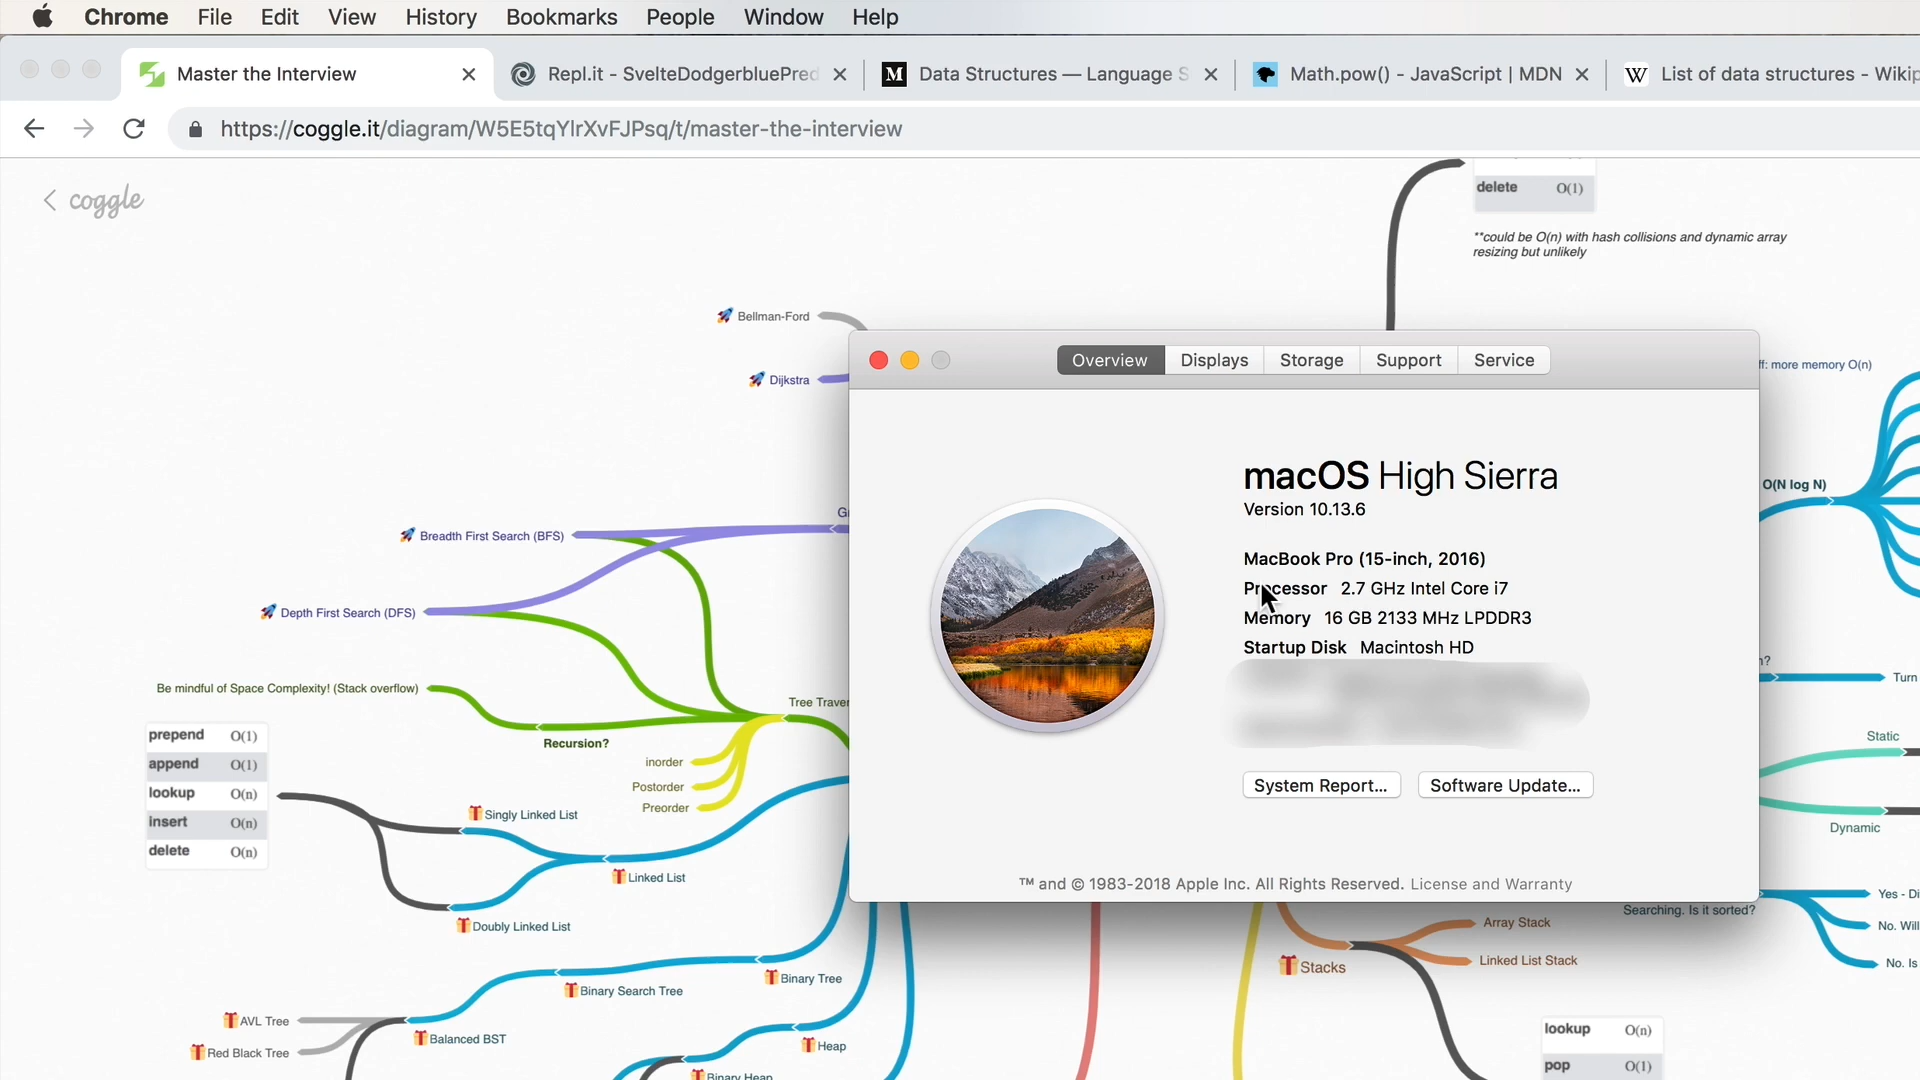 Chrome File Edit View History Bookmarks People Window Help
Master the Interview
Repl.it - SvelteDodgerbluePred
Data Structures — Language S
Math.pow() - JavaScript | MDN
List of data structures - Wikip
https://coggle.it/diagram/W5E5tqYlrXvFJPsq/t/master-the-interview
coggle
delete O(1)
**could be O(n) with hash collisions and dynamic array
resizing but unlikely
Bellman-Ford
Dijkstra
Overview Displays Storage Support Service
ff: more memory O(n)
macOS High Sierra
Version 10.13.6
O(N log N)
Breadth First Search (BFS)
MacBook Pro (15-inch, 2016)
Processor 2.7 GHz Intel Core i7
Depth First Search (DFS)
Memory 16 GB 2133 MHz LPDDR3
Startup Disk Macintosh HD
Be mindful of Space Complexity! (Stack overflow)
Turn
Tree Traver
Recursion?
inorder
Postorder
Preorder
prepend O(1)
append O(1)
lookup O(n)
insert O(n)
delete O(n)
Static
Dynamic
System Report... Software Update...
Singly Linked List
Linked List
Doubly Linked List
™ and © 1983-2018 Apple Inc. All Rights Reserved. License and Warranty
Searching. Is it sorted?
Yes - Di
No. Will
No. Is
Array Stack
Linked List Stack
Stacks
Binary Tree
Binary Search Tree
AVL Tree
Red Black Tree
Balanced BST
Heap
Binary Heap
lookup O(n)
pop O(1)